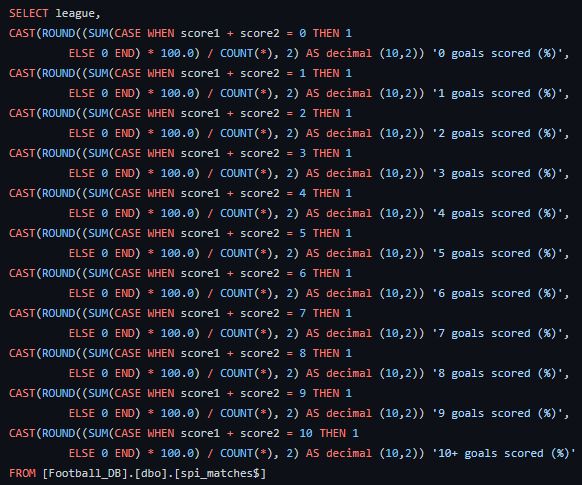 SELECT league,
CAST(ROUND((SUM(CASE WHEN score1 + score2 = 0 THEN 1
ELSE 0 END) * 100.0) / COUNT(*), 2) AS decimal (10,2)) '0 goals scored (%)',
CAST(ROUND((SUM(CASE WHEN score1 + score2 = 1 THEN 1
ELSE 0 END) * 100.0) / COUNT(*), 2) AS decimal (10,2)) '1 goals scored (%)',
CAST(ROUND((SUM(CASE WHEN score1 + score2 = 2 THEN 1
ELSE 0 END) * 100.0) / COUNT(*), 2) AS decimal (10,2)) '2 goals scored (%)',
CAST(ROUND((SUM(CASE WHEN score1 + score2 = 3 THEN 1
ELSE 0 END) * 100.0) / COUNT(*), 2) AS decimal (10,2)) '3 goals scored (%)',
CAST(ROUND((SUM(CASE WHEN score1 + score2 = 4 THEN 1
ELSE 0 END) * 100.0) / COUNT(*), 2) AS decimal (10,2)) '4 goals scored (%)',
CAST(ROUND((SUM(CASE WHEN score1 + score2 = 5 THEN 1
ELSE 0 END) * 100.0) / COUNT(*), 2) AS decimal (10,2)) '5 goals scored (%)',
CAST(ROUND((SUM(CASE WHEN score1 + score2 = 6 THEN 1
ELSE 0 END) * 100.0) / COUNT(*), 2) AS decimal (10,2)) '6 goals scored (%)',
CAST(ROUND((SUM(CASE WHEN score1 + score2 = 7 THEN 1
ELSE 0 END) * 100.0) / COUNT(*), 2) AS decimal (10,2)) '7 goals scored (%)',
CAST(ROUND((SUM(CASE WHEN score1 + score2 = 8 THEN 1
ELSE 0 END) * 100.0) / COUNT(*), 2) AS decimal (10,2)) '8 goals scored (%)',
CAST(ROUND((SUM(CASE WHEN score1 + score2 = 9 THEN 1
ELSE 0 END) * 100.0) / COUNT(*), 2) AS decimal (10,2)) '9 goals scored (%)',
CAST(ROUND((SUM(CASE WHEN score1 + score2 = 10 THEN 1
ELSE 0 END) * 100.0) / COUNT(*), 2) AS decimal (10,2)) '10+ goals scored (%)'
FROM [Football_DB].[dbo].[spi_matches$]